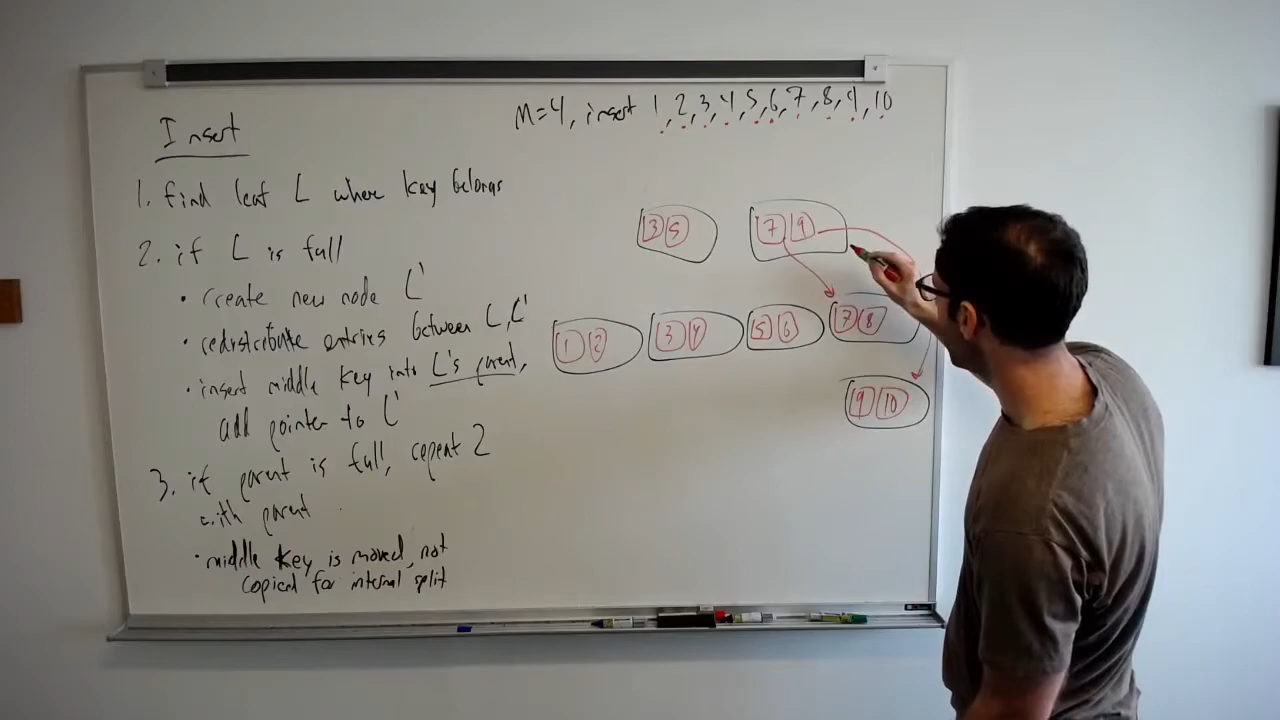 Insert
1. find leaf L where key belongs
2. if L is full
• create new node L'
• redistribute entries between L, L'
• insert middle key into L's parent,
add pointer to L'
3. if parent is full, repeat 2
with parent
• middle key is moved, not
copied for internal split
M=4, insert 1, 2, 3, 4, 5, 6, 7, 8, 9, 10
3 5
7 9
1 2
3 4
5 6
7 8
9 10